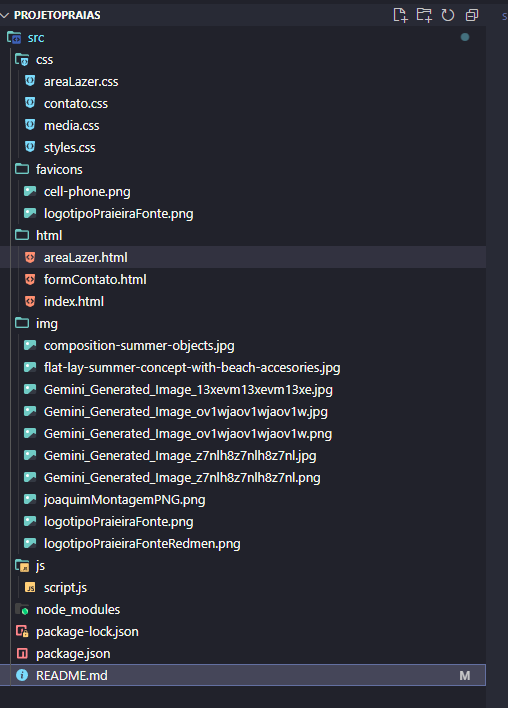 PROJETOPRAIAS
src
css
areaLazer.css
contato.css
media.css
styles.css
favicons
cell-phone.png
logotipoPraieiraFonte.png
html
areaLazer.html
formContato.html
index.html
img
composition-summer-objects.jpg
flat-lay-summer-concept-with-beach-accesories.jpg
Gemini_Generated_Image_13xevm13xevm13xe.jpg
Gemini_Generated_Image_ov1wjaov1wjaov1w.jpg
Gemini_Generated_Image_ov1wjaov1wjaov1w.png
Gemini_Generated_Image_z7nlh8z7nlh8z7nl.jpg
Gemini_Generated_Image_z7nlh8z7nlh8z7nl.png
joaquimMontagemPNG.png
logotipoPraieiraFonte.png
logotipoPraieiraFonteRedmen.png
js
script.js
node_modules
package-lock.json
package.json
README.md M